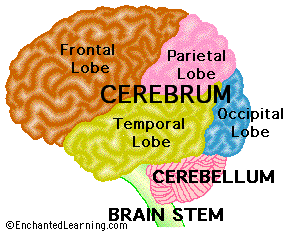 Frontal
Lobe
Parietal
Lobe
CEREBRUM
Temporal
Lobe
Occipital
Lobe
CEREBELLUM
BRAIN STEM
©EnchantedLearning.com